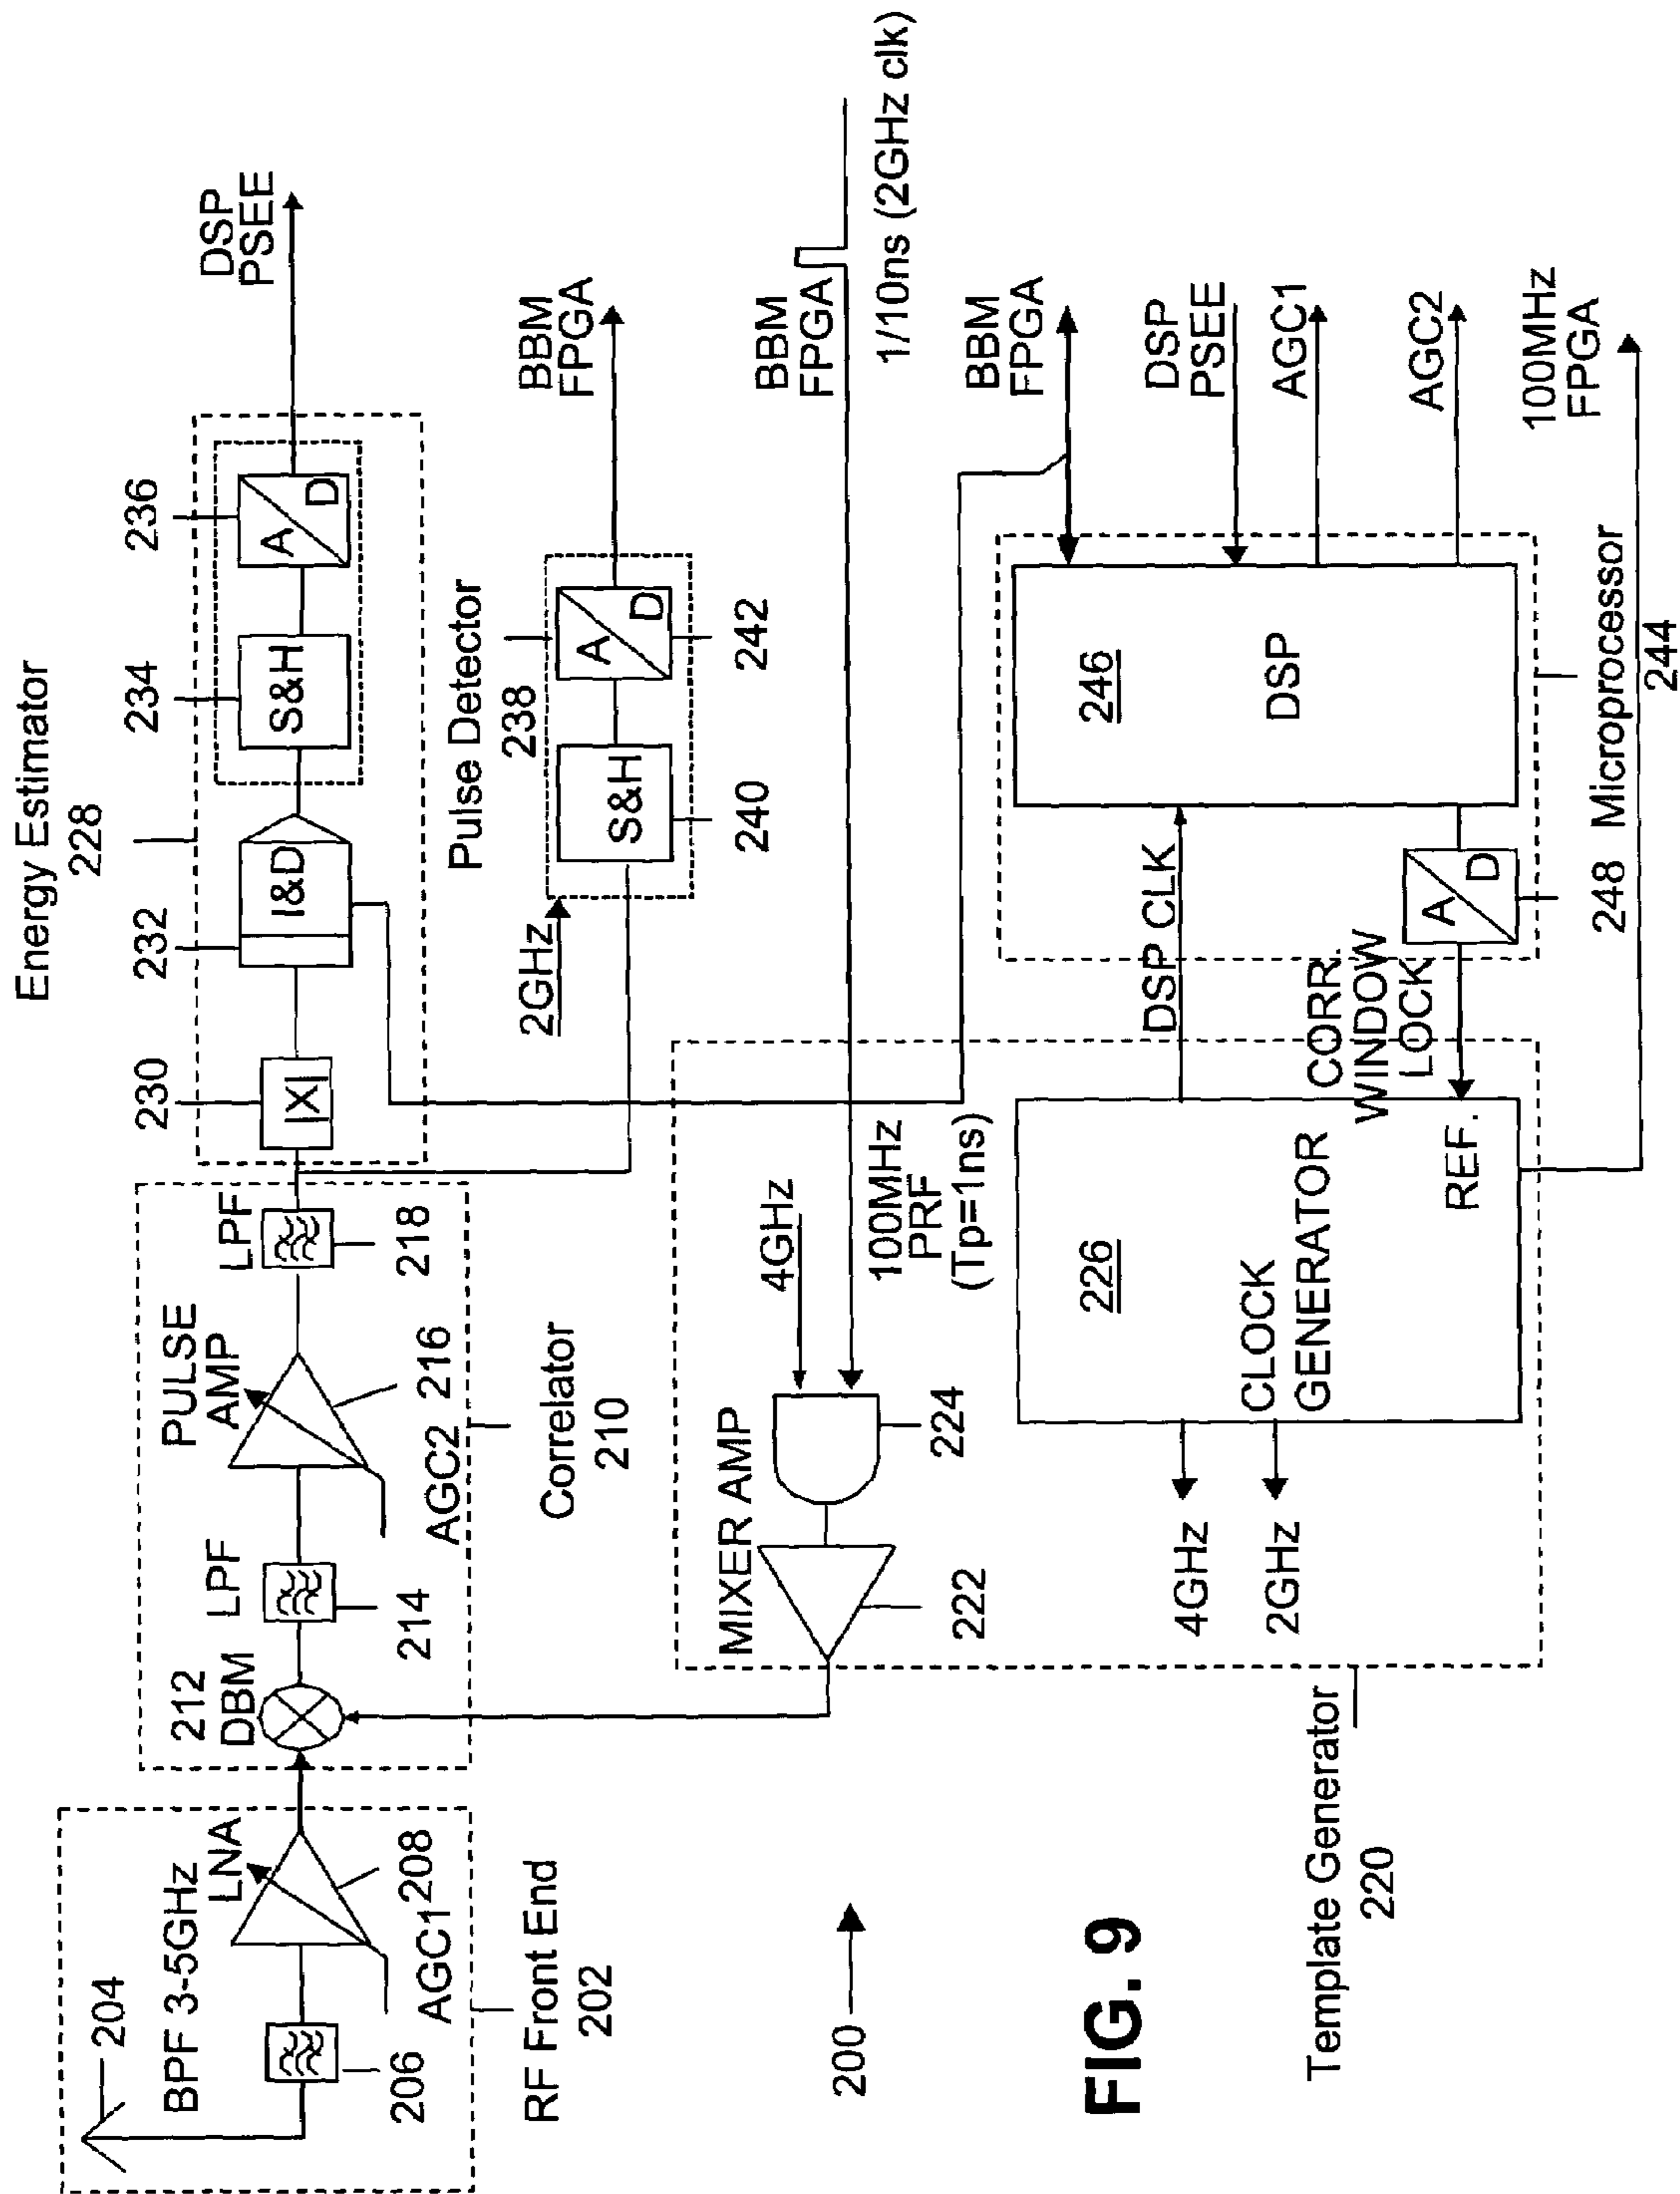 Energy Estimator
228
230
232
234
236
|X|
I&D
S&H
A
D
DSP
PSEE
204
BPF 3-5GHz
LNA
206
AGC1
208
RF Front End
202
212
DBM
LPF
214
PULSE
AMP
216
AGC2
LPF
218
Correlator
210
Pulse Detector
238
2GHz
S&H
A
D
240
242
BBM
FPGA
BBM
FPGA
1/10ns (2GHz clk)
MIXER AMP
222
224
4GHz
100MHz
PRF
(Tp=1ns)
4GHz
2GHz
226
CLOCK
GENERATOR
REF.
DSP CLK
CORR.
WINDOW
LOCK
A
D
248
246
DSP
Microprocessor
244
BBM
FPGA
DSP
PSEE
AGC1
AGC2
100MHz
FPGA
Template Generator
220
200
FIG. 9